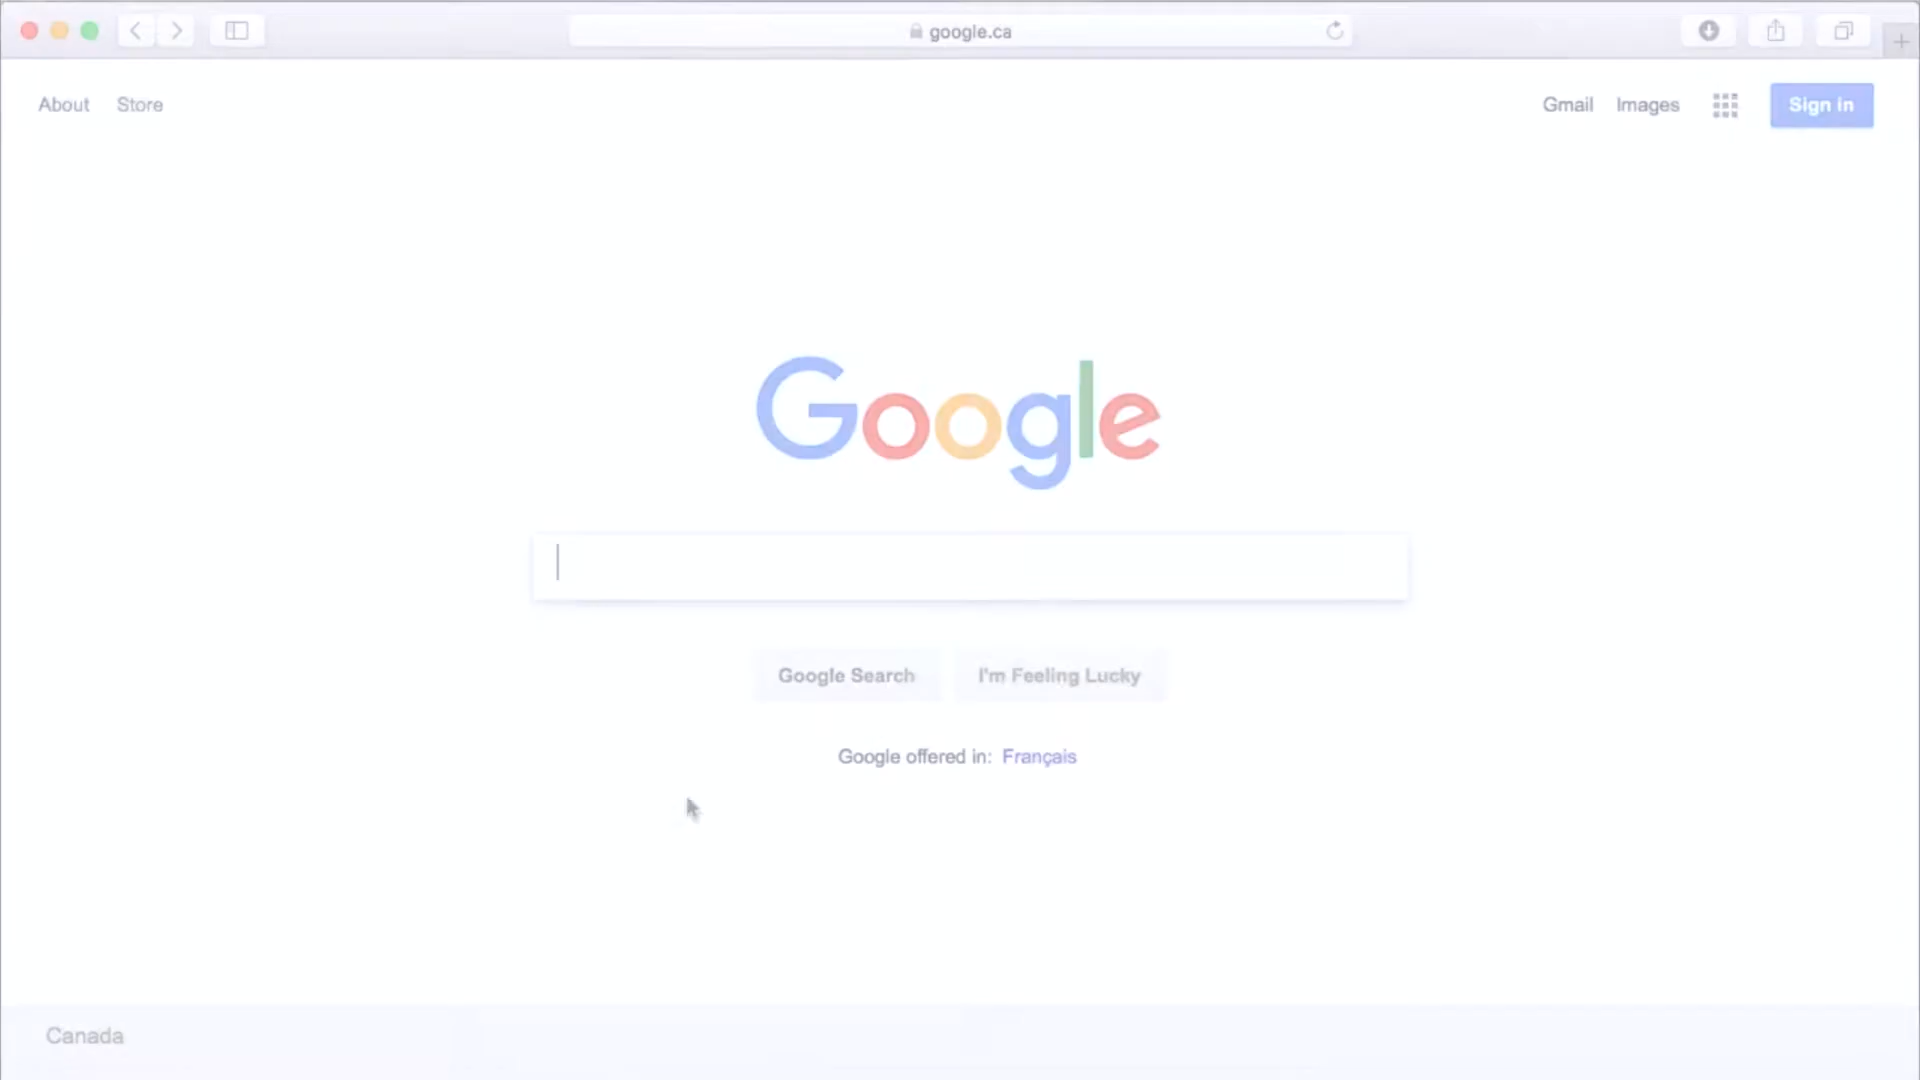 google.ca
About Store
Gmail Images Sign in
Google
Google Search I'm Feeling Lucky
Google offered in: Français
Canada